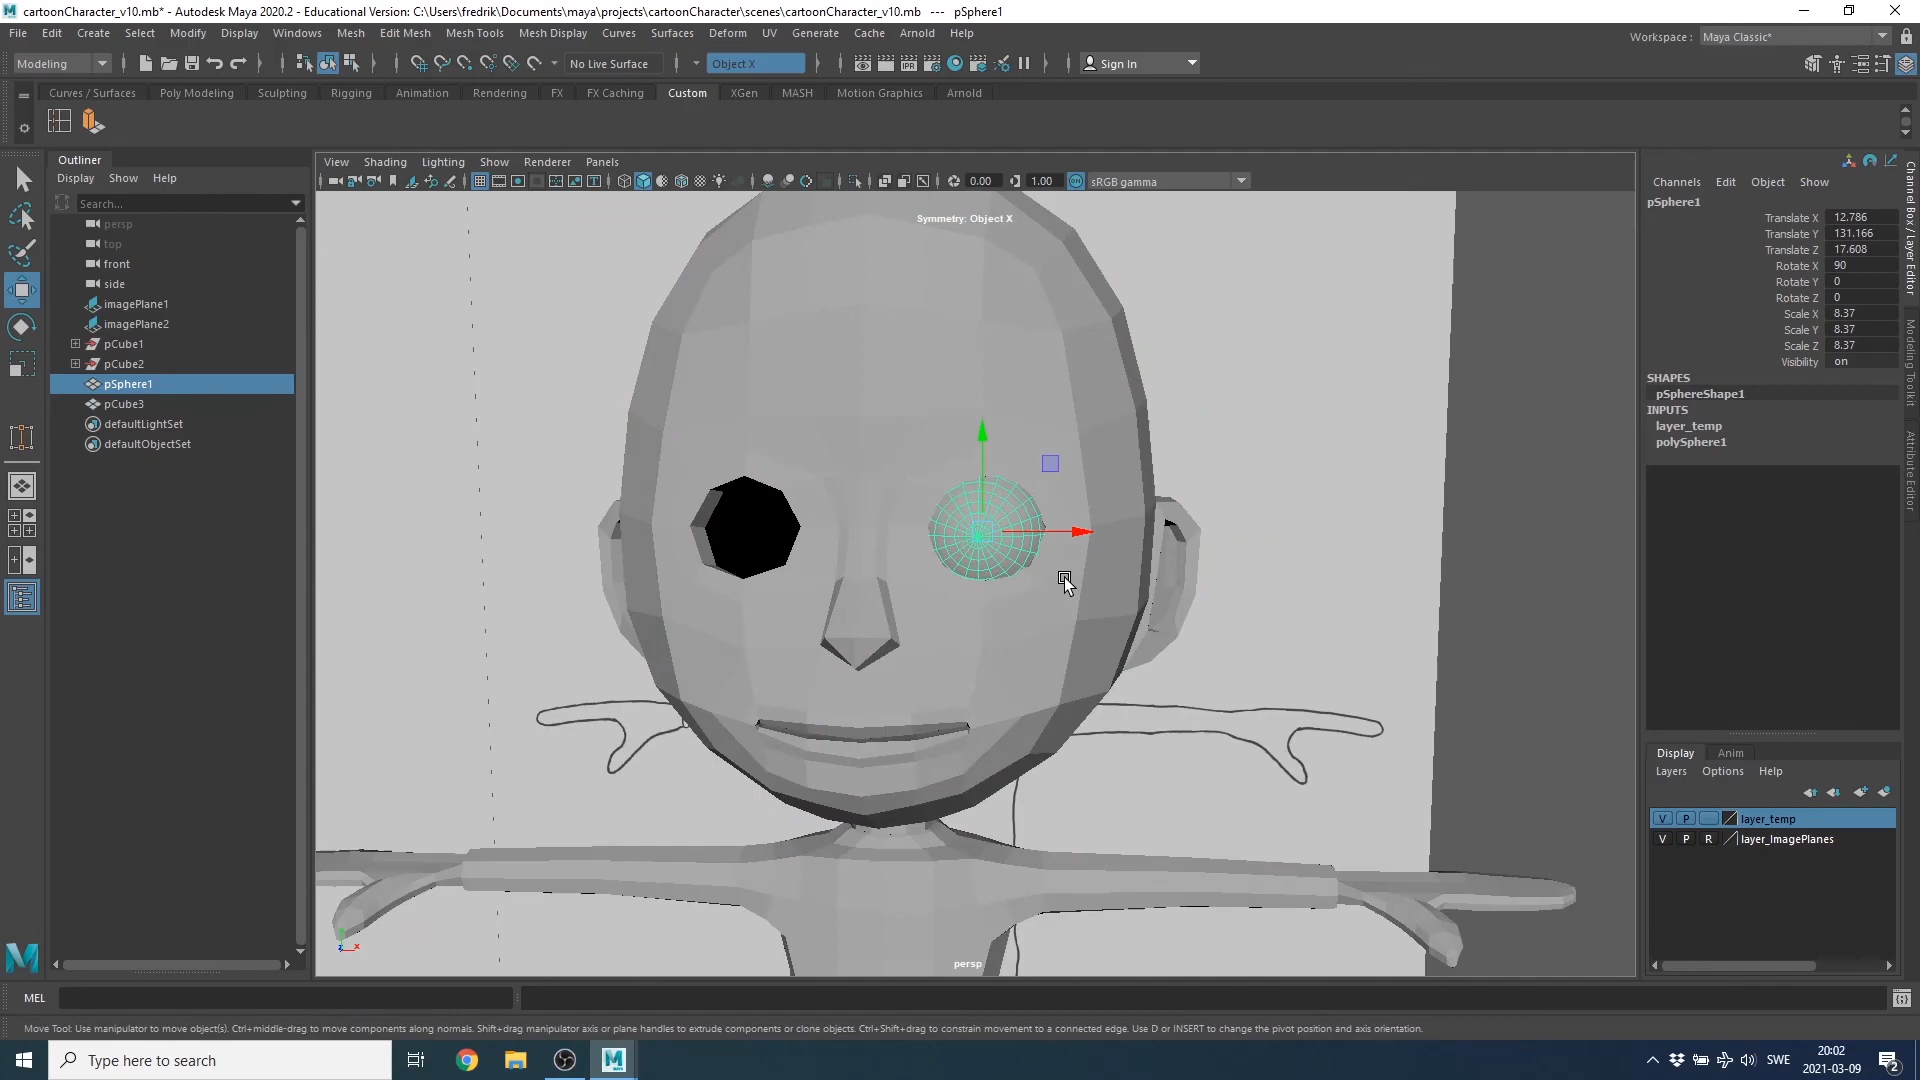 cartoonCharacter_v10.mb* - Autodesk Maya 2020.2 - Educational Version: C:\Users\fredrik\Documents\maya\projects\cartoonCharacter\scenes\cartoonCharacter_v10.mb   ---   pSphere1
File Edit Create Select Modify Display Windows Mesh Edit Mesh Mesh Tools Mesh Display Curves Surfaces Deform UV Generate Cache Arnold Help
Workspace : Maya Classic*
Modeling
No Live Surface
Object X
Sign In
Curves / Surfaces Poly Modeling Sculpting Rigging Animation Rendering FX FX Caching Custom XGen MASH Motion Graphics Arnold
Outliner
Display Show Help
Search...
persp
top
front
side
imagePlane1
imagePlane2
pCube1
pCube2
pSphere1
pCube3
defaultLightSet
defaultObjectSet
View Shading Lighting Show Renderer Panels
0.00
1.00
ON
sRGB gamma
Symmetry: Object X
persp
z
x
Channels Edit Object Show
pSphere1
Translate X 12.786
Translate Y 131.166
Translate Z 17.608
Rotate X 90
Rotate Y 0
Rotate Z 0
Scale X 8.37
Scale Y 8.37
Scale Z 8.37
Visibility on
SHAPES
pSphereShape1
INPUTS
layer_temp
polySphere1
Channel Box / Layer Editor
Modeling Toolkit
Attribute Editor
Display Anim
Layers Options Help
V P layer_temp
V P R layer_ImagePlanes
MEL
Move Tool: Use manipulator to move object(s). Ctrl+middle-drag to move components along normals. Shift+drag manipulator axis or plane handles to extrude components or clone objects. Ctrl+Shift+drag to constrain movement to a connected edge. Use D or INSERT to change the pivot position and axis orientation.
Type here to search
SWE
20:02
2021-03-09
2